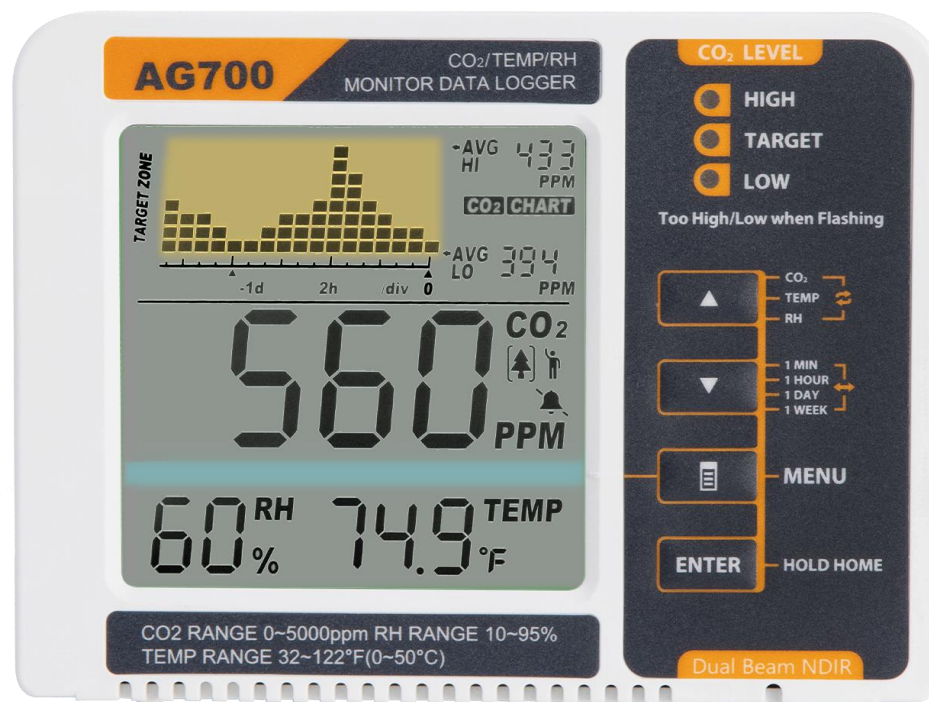 AG700
CO₂/TEMP/RH
MONITOR DATA LOGGER
TARGET ZONE
AVG
HI
433
PPM
CO2 CHART
AVG
LO
394
PPM
-1d 2h /div 0
560
CO2
PPM
60 RH %
74.9 TEMP °F
CO2 RANGE 0~5000ppm RH RANGE 10~95%
TEMP RANGE 32~122°F(0~50°C)
CO₂ LEVEL
HIGH
TARGET
LOW
Too High/Low when Flashing
CO₂
TEMP
RH
1 MIN
1 HOUR
1 DAY
1 WEEK
MENU
ENTER
HOLD HOME
Dual Beam NDIR